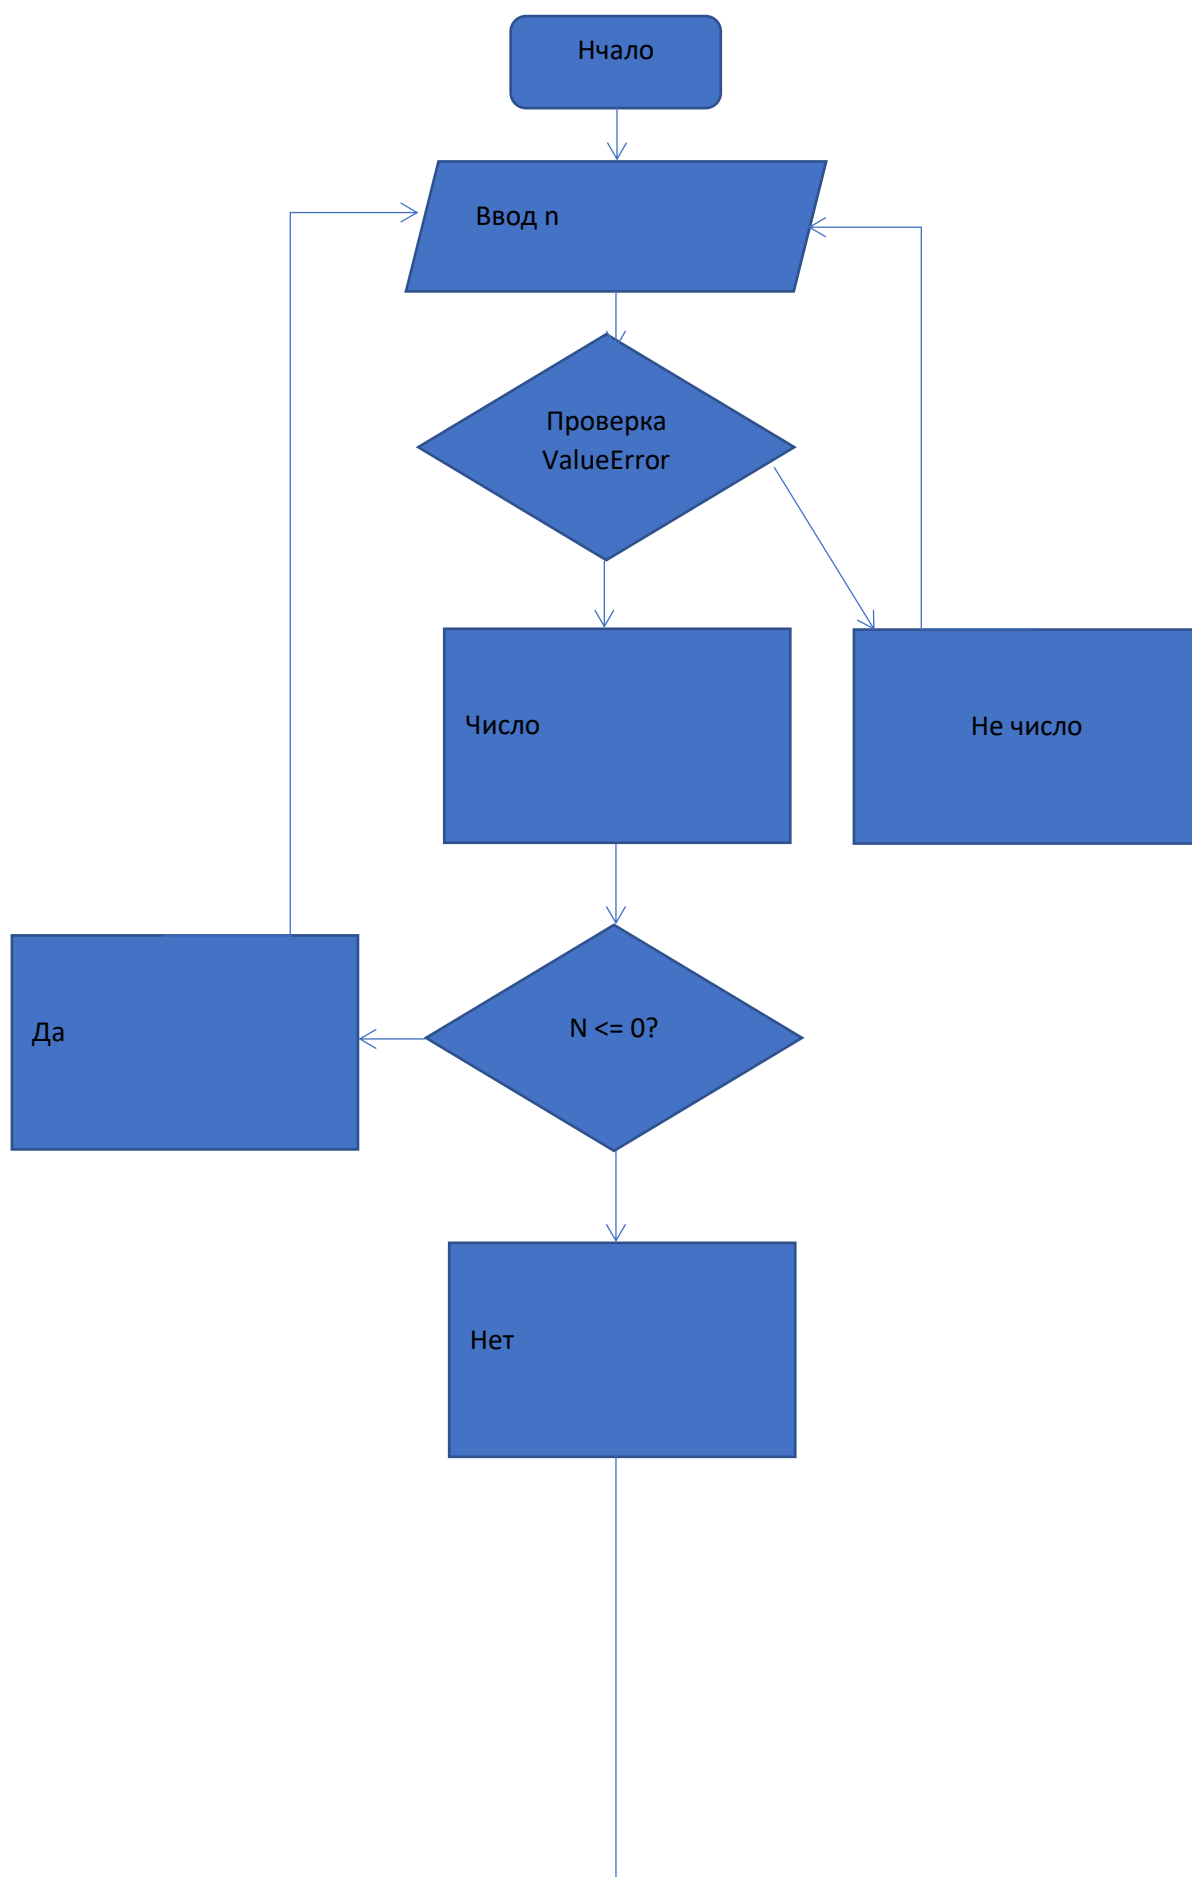 Нчало
Ввод n
Проверка
ValueError
Число
Не число
Да
N <= 0?
Нет